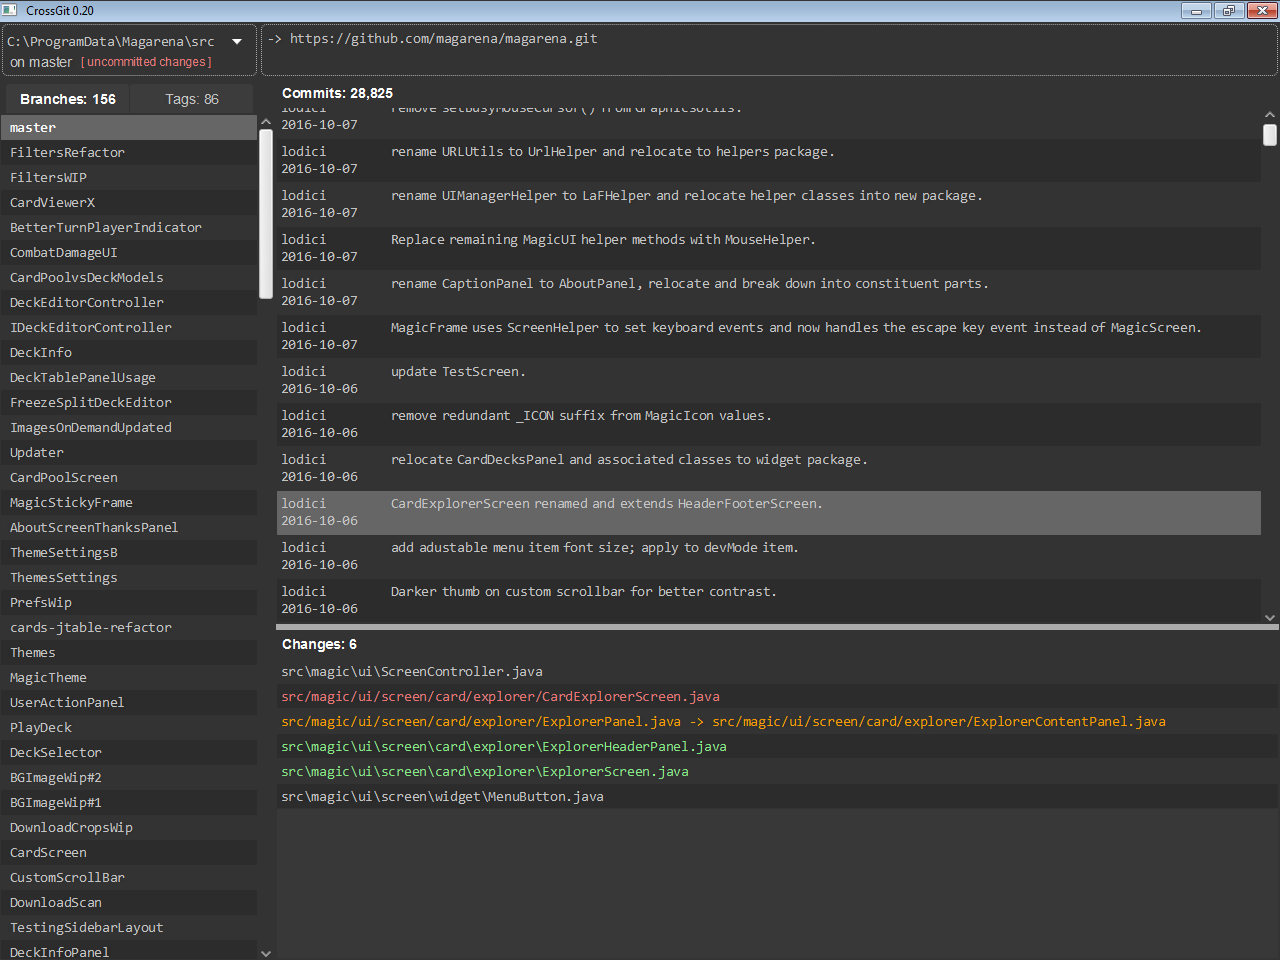 CrossGit 0.20
C:\ProgramData\Magarena\src
on master [ uncommitted changes ]
-> https://github.com/magarena/magarena.git
Branches: 156
Tags: 86
master
FiltersRefactor
FiltersWIP
CardViewerX
BetterTurnPlayerIndicator
CombatDamageUI
CardPoolvsDeckModels
DeckEditorController
IDeckEditorController
DeckInfo
DeckTablePanelUsage
FreezeSplitDeckEditor
ImagesOnDemandUpdated
Updater
CardPoolScreen
MagicStickyFrame
AboutScreenThanksPanel
ThemeSettingsB
ThemesSettings
PrefsWip
cards-jtable-refactor
Themes
MagicTheme
UserActionPanel
PlayDeck
DeckSelector
BGImageWip#2
BGImageWip#1
DownloadCropsWip
CardScreen
CustomScrollBar
DownloadScan
TestingSidebarLayout
DeckInfoPanel
Commits: 28,825
lodici remove setBusyMouseCursor() fromGraphicsUtils.
2016-10-07
lodici rename URLUtils to UrlHelper and relocate to helpers package.
2016-10-07
lodici rename UIManagerHelper to LaFHelper and relocate helper classes into new package.
2016-10-07
lodici Replace remaining MagicUI helper methods with MouseHelper.
2016-10-07
lodici rename CaptionPanel to AboutPanel, relocate and break down into constituent parts.
2016-10-07
lodici MagicFrame uses ScreenHelper to set keyboard events and now handles the escape key event instead of MagicScreen.
2016-10-07
lodici update TestScreen.
2016-10-06
lodici remove redundant _ICON suffix from MagicIcon values.
2016-10-06
lodici relocate CardDecksPanel and associated classes to widget package.
2016-10-06
lodici CardExplorerScreen renamed and extends HeaderFooterScreen.
2016-10-06
lodici add adustable menu item font size; apply to devMode item.
2016-10-06
lodici Darker thumb on custom scrollbar for better contrast.
2016-10-06
Changes: 6
src\magic\ui\ScreenController.java
src/magic/ui/screen/card/explorer/CardExplorerScreen.java
src/magic/ui/screen/card/explorer/ExplorerPanel.java -> src/magic/ui/screen/card/explorer/ExplorerContentPanel.java
src\magic\ui\screen\card\explorer\ExplorerHeaderPanel.java
src\magic\ui\screen\card\explorer\ExplorerScreen.java
src\magic\ui\screen\widget\MenuButton.java